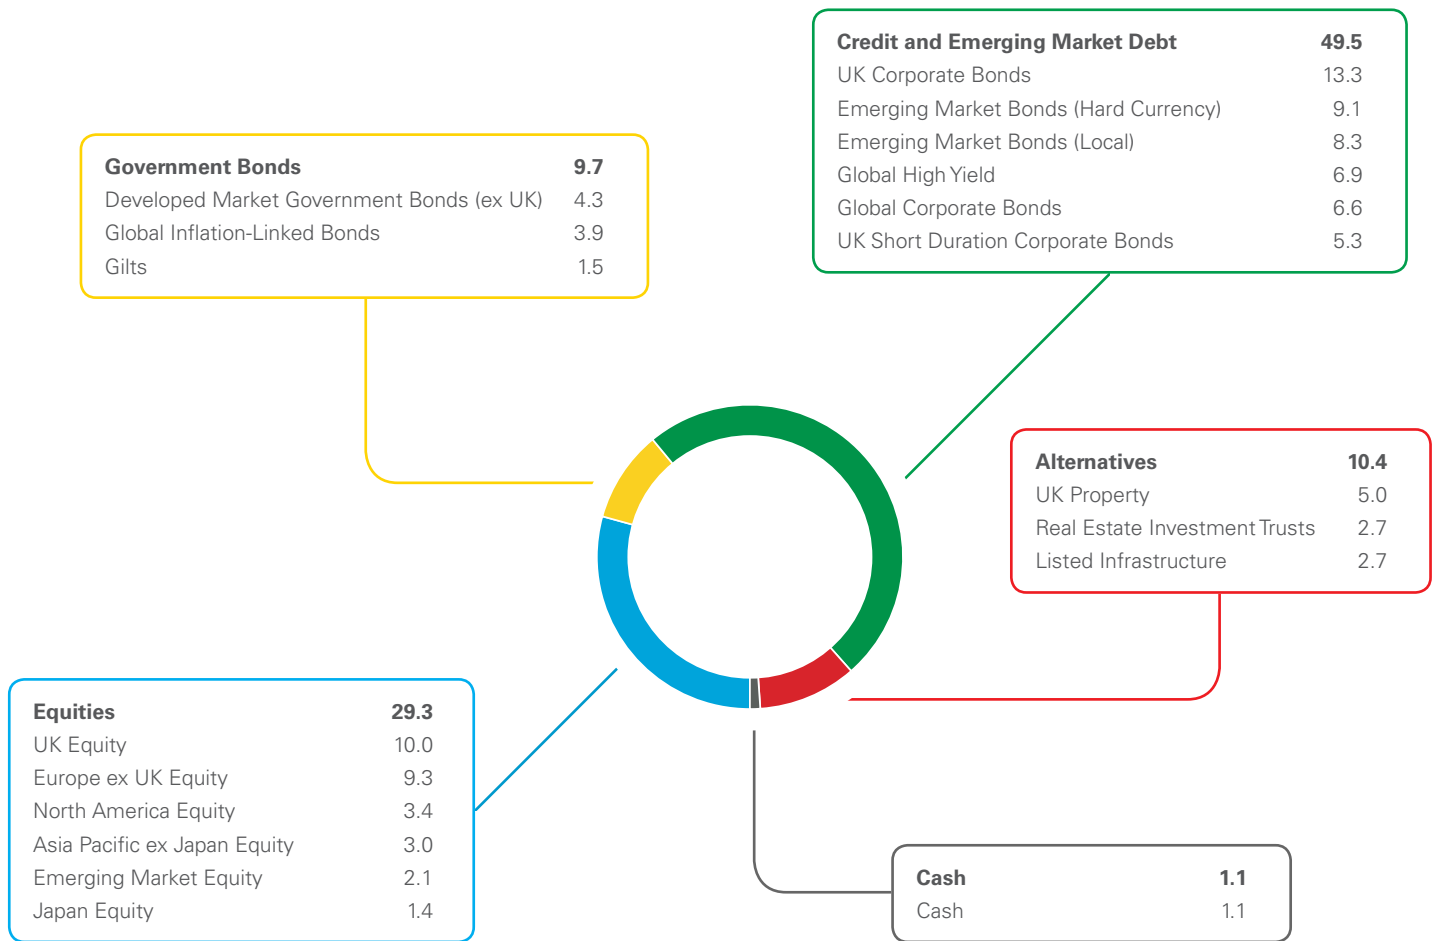 Credit and Emerging Market Debt 49.5
UK Corporate Bonds 13.3
Emerging Market Bonds (Hard Currency) 9.1
Emerging Market Bonds (Local) 8.3
Global High Yield 6.9
Global Corporate Bonds 6.6
UK Short Duration Corporate Bonds 5.3
Government Bonds 9.7
Developed Market Government Bonds (ex UK) 4.3
Global Inflation-Linked Bonds 3.9
Gilts 1.5
Alternatives 10.4
UK Property 5.0
Real Estate Investment Trusts 2.7
Listed Infrastructure 2.7
Equities 29.3
UK Equity 10.0
Europe ex UK Equity 9.3
North America Equity 3.4
Asia Pacific ex Japan Equity 3.0
Emerging Market Equity 2.1
Japan Equity 1.4
Cash 1.1
Cash 1.1